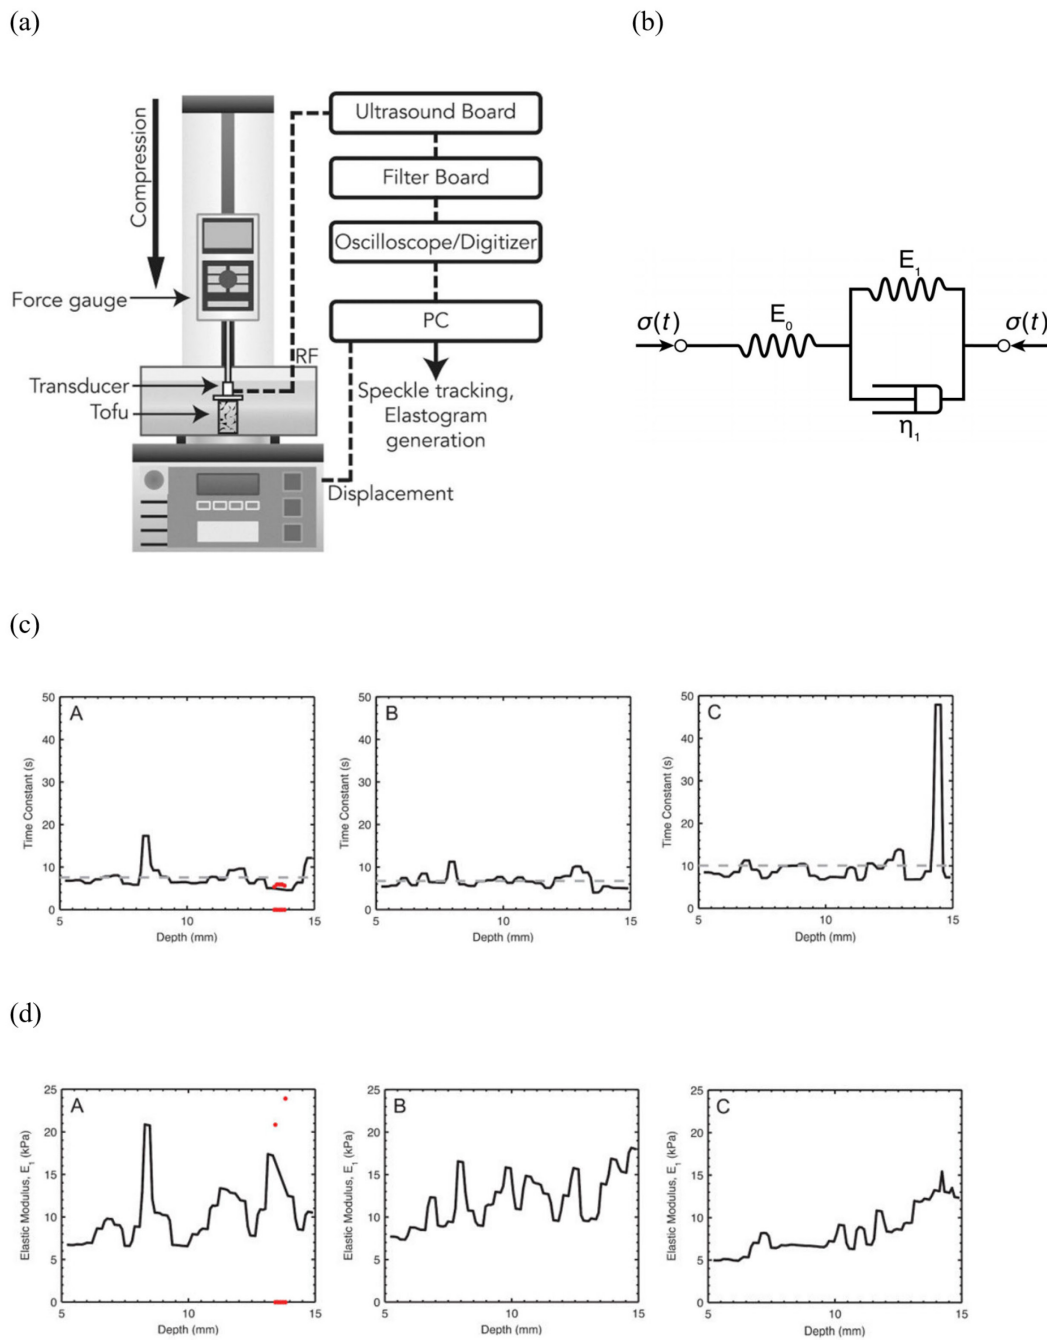 (a)
(b)
Compression
Force gauge
Transducer
Tofu
RF
Ultrasound Board
Filter Board
Oscilloscope/Digitizer
PC
Speckle tracking,
Elastogram
generation
Displacement
σ(t)
E₀
E₁
η₁
σ(t)
(c)
A
Time Constant (s)
50
40
30
20
10
0
5
10
15
Depth (mm)
B
Time Constant (s)
50
40
30
20
10
0
5
10
15
Depth (mm)
C
Time Constant (s)
50
40
30
20
10
0
5
10
15
Depth (mm)
(d)
A
Elastic Modulus, E₁ (kPa)
25
20
15
10
5
0
5
10
15
Depth (mm)
B
Elastic Modulus, E₁ (kPa)
25
20
15
10
5
0
5
10
15
Depth (mm)
C
Elastic Modulus, E₁ (kPa)
25
20
15
10
5
0
5
10
15
Depth (mm)